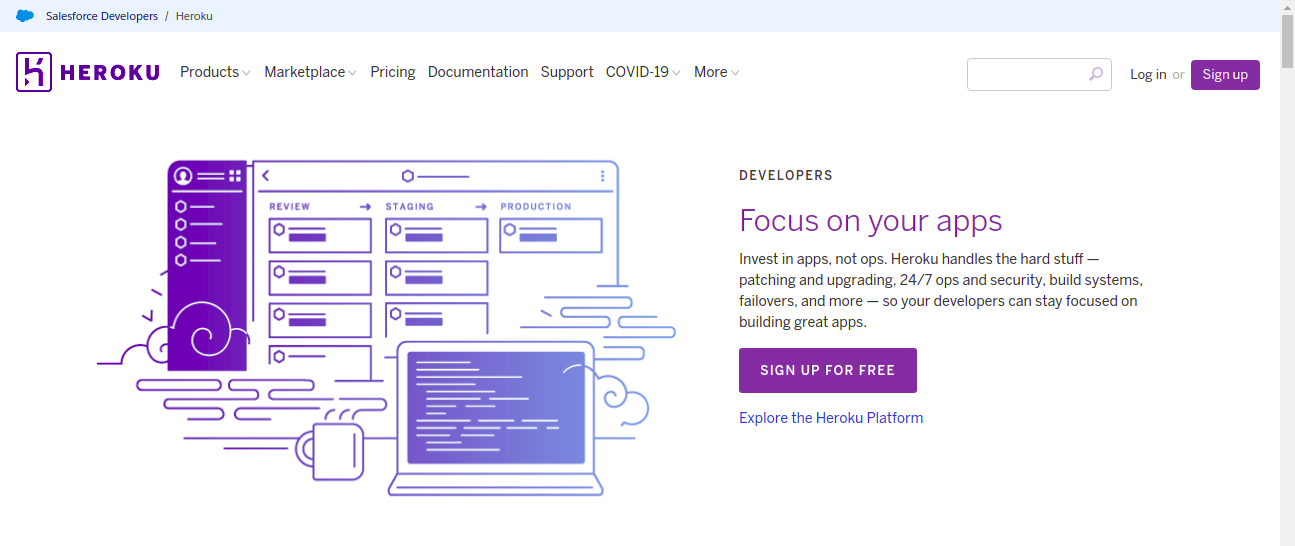 Salesforce Developers / Heroku
HEROKU Products Marketplace Pricing Documentation Support COVID-19 More Log in or Sign up
REVIEW STAGING PRODUCTION
DEVELOPERS
Focus on your apps
Invest in apps, not ops. Heroku handles the hard stuff —
patching and upgrading, 24/7 ops and security, build systems,
failovers, and more — so your developers can stay focused on
building great apps.
SIGN UP FOR FREE
Explore the Heroku Platform